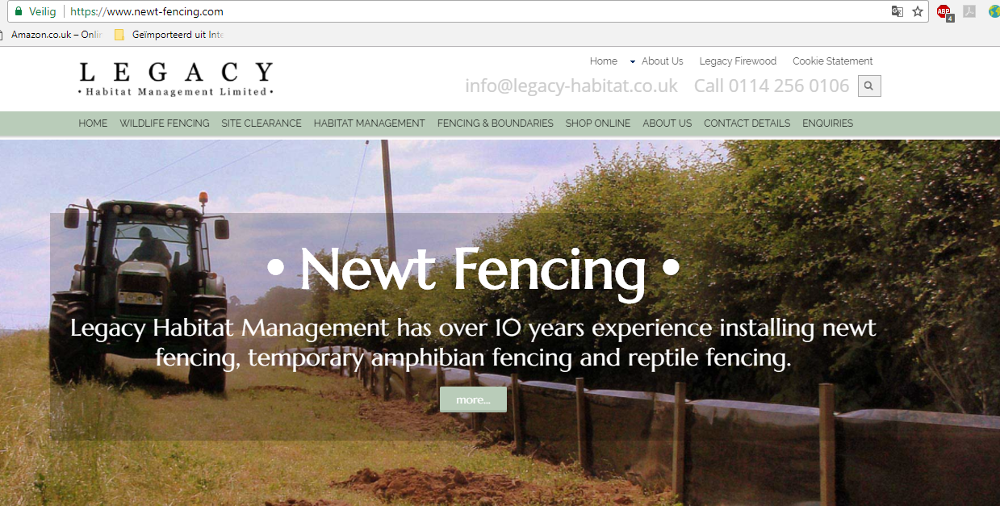 Veilig https://www.newt-fencing.com
ABP 4
Amazon.co.uk – Onlin Geïmporteerd uit Inte
LEGACY
• Habitat Management Limited •
Home About Us Legacy Firewood Cookie Statement
info@legacy-habitat.co.uk Call 0114 256 0106
HOME WILDLIFE FENCING SITE CLEARANCE HABITAT MANAGEMENT FENCING & BOUNDARIES SHOP ONLINE ABOUT US CONTACT DETAILS ENQUIRIES
• Newt Fencing •
Legacy Habitat Management has over 10 years experience installing newt
fencing, temporary amphibian fencing and reptile fencing.
more...